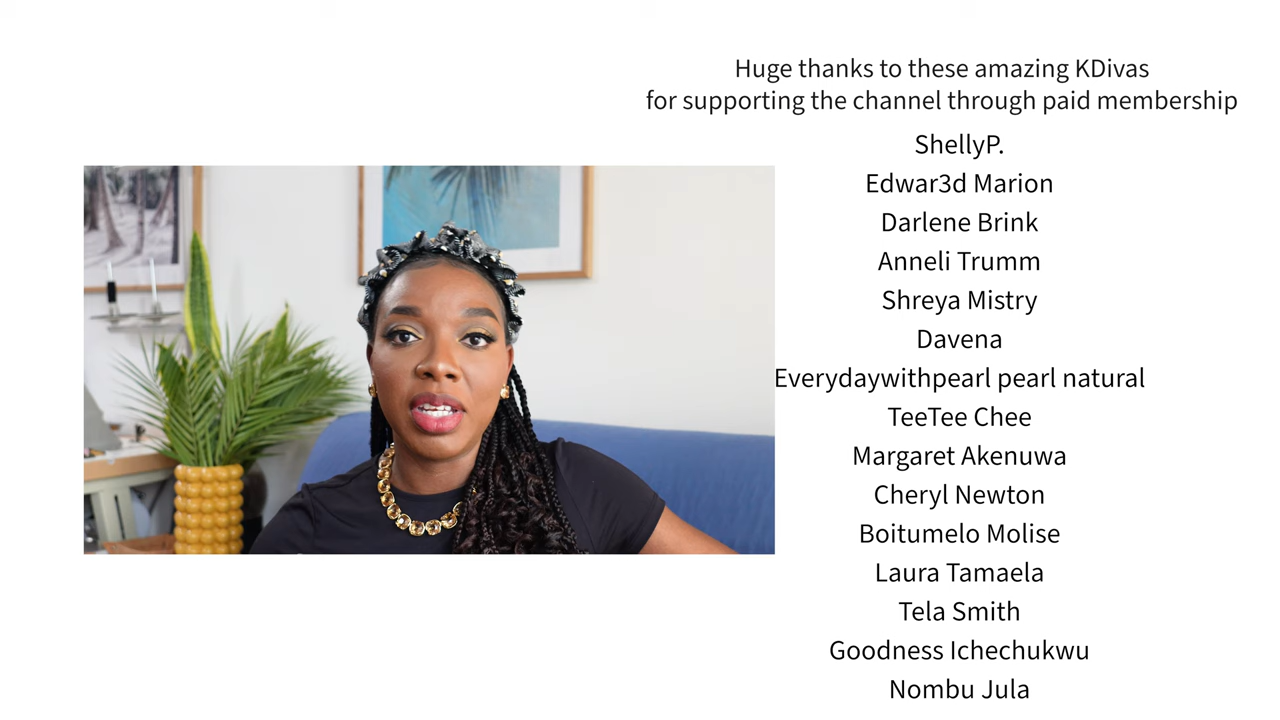 Huge thanks to these amazing KDivas
for supporting the channel through paid membership
ShellyP.
Edwar3d Marion
Darlene Brink
Anneli Trumm
Shreya Mistry
Davena
Everydaywithpearl pearl natural
TeeTee Chee
Margaret Akenuwa
Cheryl Newton
Boitumelo Molise
Laura Tamaela
Tela Smith
Goodness Ichechukwu
Nombu Jula